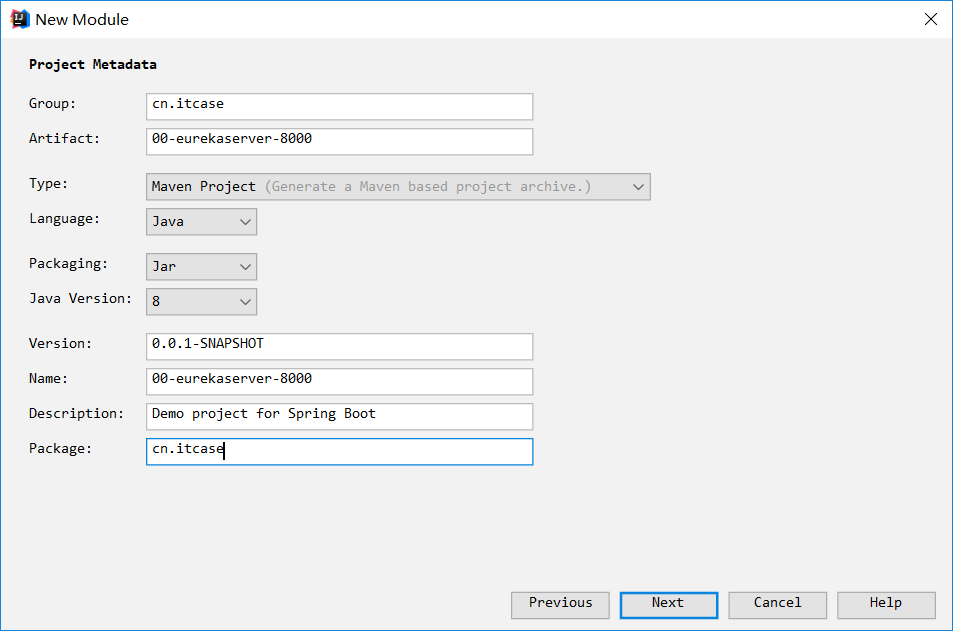 New Module
Project Metadata
Group: cn.itcase
Artifact: 00-eurekaserver-8000
Type: Maven Project (Generate a Maven based project archive.)
Language: Java
Packaging: Jar
Java Version: 8
Version: 0.0.1-SNAPSHOT
Name: 00-eurekaserver-8000
Description: Demo project for Spring Boot
Package: cn.itcase
Previous Next Cancel Help